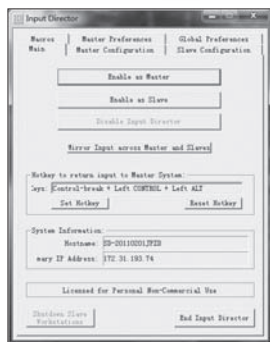 Input Director
Macros Master Preferences Global Preferences
Main Master Configuration Slave Configuration
Enable as Master
Enable as Slave
Disable Input Director
Mirror Input across Master and Slaves
Hotkey to return input to Master System:
Keys: Control-break + Left CONTROL + Left ALT
Set Hotkey Reset Hotkey
System Information:
Hostname:
mary IP Address: 172.31.193.74
Licensed for Personal Non-Commercial Use
Shutdown Slave
Workstations
End Input Director